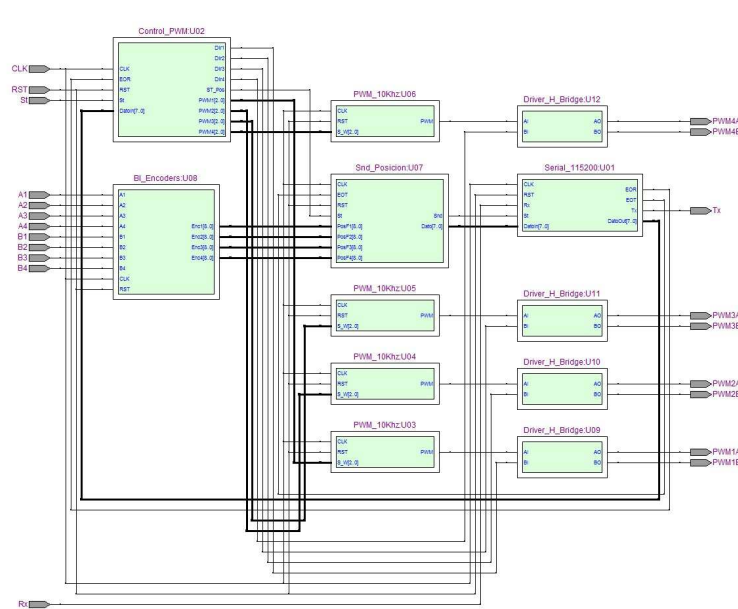 Control_PWM:U02
CLK
EOR
RST
St
DatoIn[7..0]
Dir1
Dir2
Dir3
Dir4
ST_Pos
PWM1[2..0]
PWM2[2..0]
PWM3[2..0]
PWM4[2..0]
CLK
RST
St
PWM_10Khz:U06
CLK
RST
S_W[2..0]
PWM
Driver_H_Bridge:U12
AI
BI
AO
BO
PWM4A
PWM4B
BI_Encoders:U08
A1
A2
A3
A4
B1
B2
B3
B4
A1
A2
A3
A4
B1
B2
B3
B4
CLK
RST
Enc1[8..0]
Enc2[8..0]
Enc3[8..0]
Enc4[8..0]
Snd_Posicion:U07
CLK
EOT
RST
St
PosF1[8..0]
PosF2[8..0]
PosF3[8..0]
PosF4[8..0]
Snd
Dato[7..0]
Serial_115200:U01
CLK
RST
Rx
St
DatoIn[7..0]
EOR
EOT
Tx
DatoOut[7..0]
Tx
PWM_10Khz:U05
CLK
RST
S_W[2..0]
PWM
Driver_H_Bridge:U11
AI
BI
AO
BO
PWM3A
PWM3B
PWM_10Khz:U04
CLK
RST
S_W[2..0]
PWM
Driver_H_Bridge:U10
AI
BI
AO
BO
PWM2A
PWM2B
PWM_10Khz:U03
CLK
RST
S_W[2..0]
PWM
Driver_H_Bridge:U09
AI
BI
AO
BO
PWM1A
PWM1B
Rx